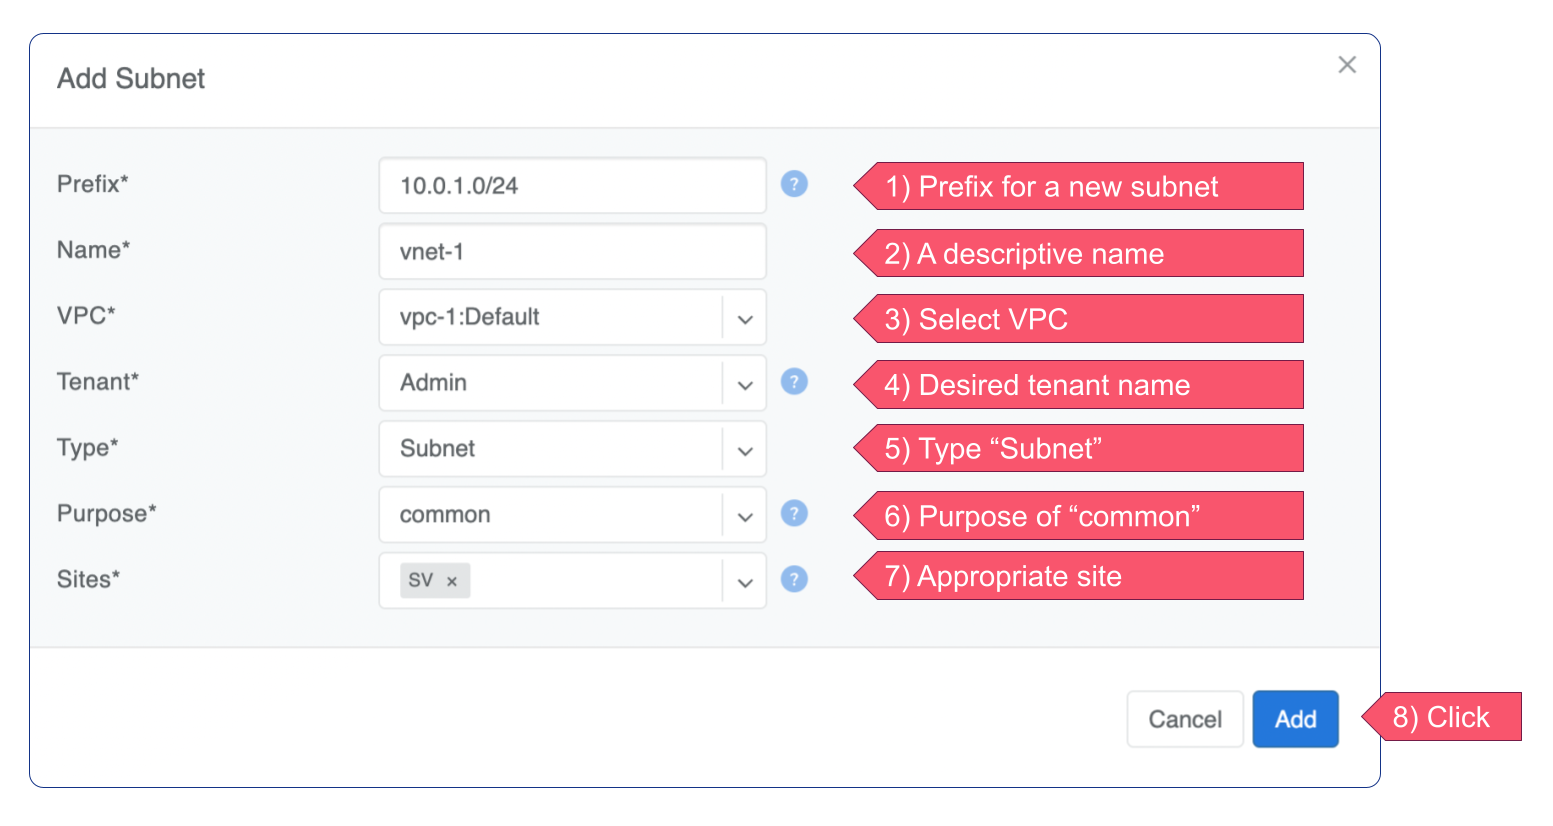 Add Subnet
×
Prefix* 10.0.1.0/24 ? 1) Prefix for a new subnet
Name* vnet-1 2) A descriptive name
VPC* vpc-1:Default 3) Select VPC
Tenant* Admin ? 4) Desired tenant name
Type* Subnet 5) Type “Subnet”
Purpose* common ? 6) Purpose of “common”
Sites* SV × ? 7) Appropriate site
Cancel Add 8) Click